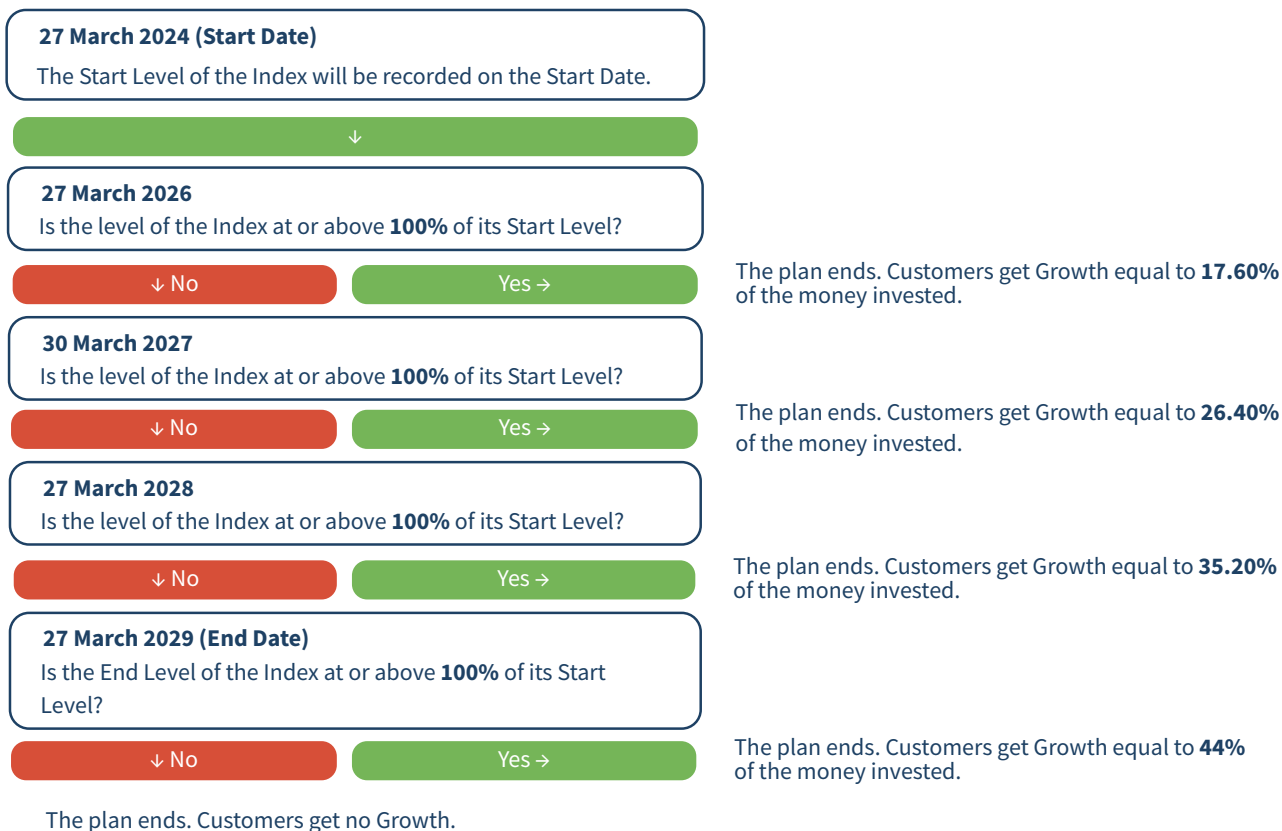 27 March 2024 (Start Date)
The Start Level of the Index will be recorded on the Start Date.
↓
27 March 2026
Is the level of the Index at or above 100% of its Start Level?
↓ No
Yes →
The plan ends. Customers get Growth equal to 17.60%
of the money invested.
30 March 2027
Is the level of the Index at or above 100% of its Start Level?
↓ No
Yes →
The plan ends. Customers get Growth equal to 26.40%
of the money invested.
27 March 2028
Is the level of the Index at or above 100% of its Start Level?
↓ No
Yes →
The plan ends. Customers get Growth equal to 35.20%
of the money invested.
27 March 2029 (End Date)
Is the End Level of the Index at or above 100% of its Start
Level?
↓ No
Yes →
The plan ends. Customers get Growth equal to 44%
of the money invested.
The plan ends. Customers get no Growth.